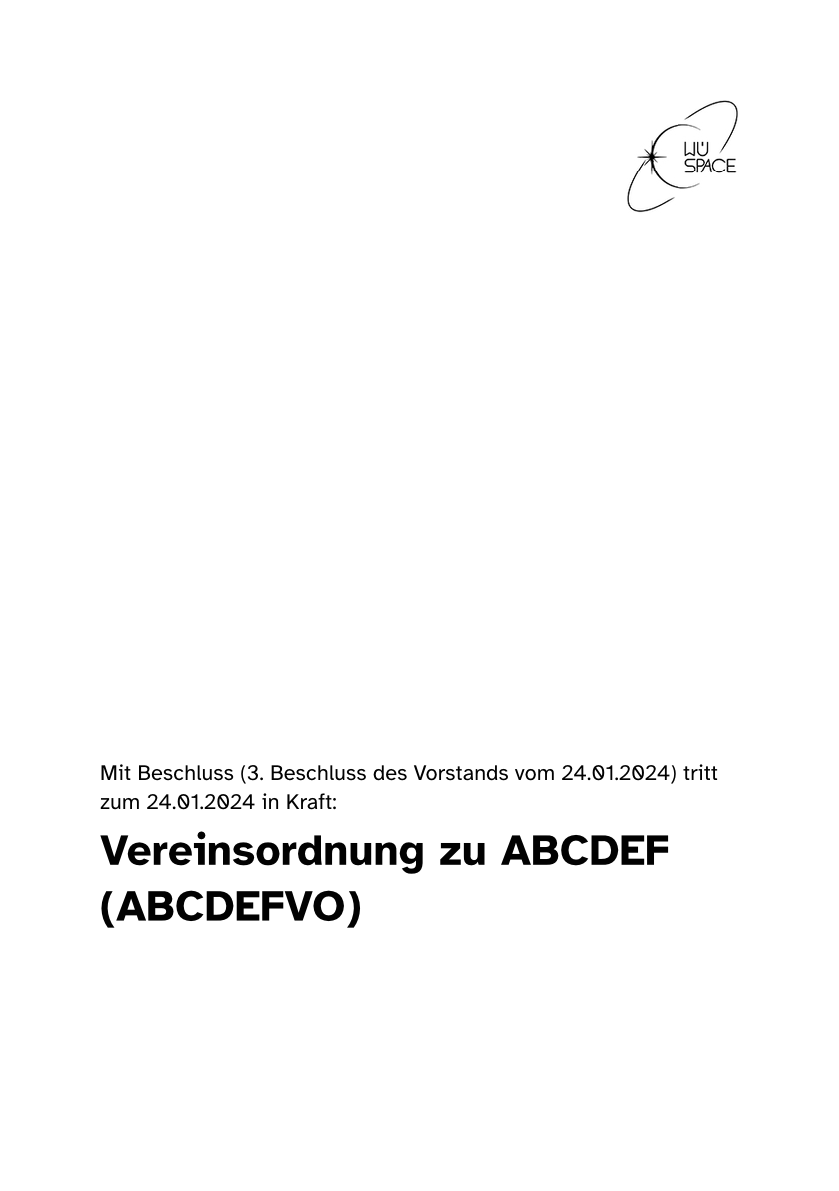 WÜ
SPACE
Mit Beschluss (3. Beschluss des Vorstands vom 24.01.2024) tritt
zum 24.01.2024 in Kraft:
Vereinsordnung zu ABCDEF
(ABCDEFVO)